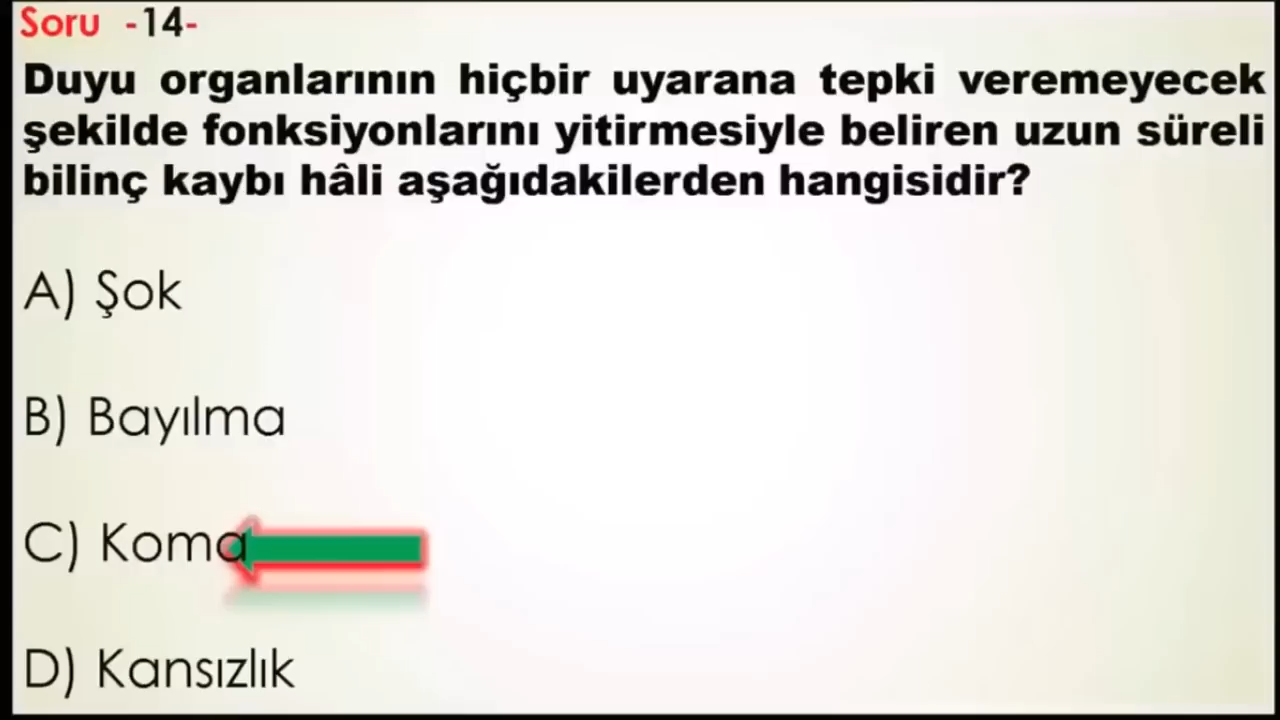 Soru -14-
Duyu organlarının hiçbir uyarana tepki veremeyecek
şekilde fonksiyonlarını yitirmesiyle beliren uzun süreli
bilinç kaybı hâli aşağıdakilerden hangisidir?
A) Şok
B) Bayılma
C) Koma
D) Kansızlık